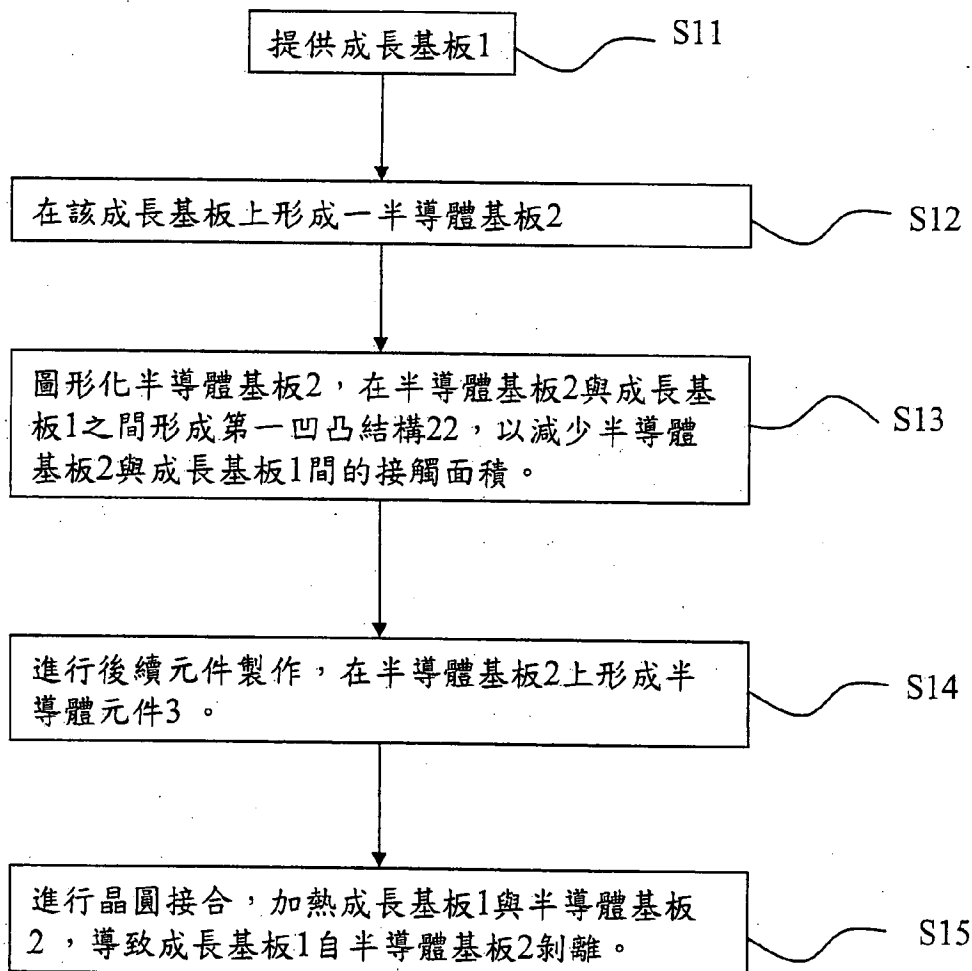 提供成長基板1
S11
在該成長基板上形成一半導體基板2
S12
圖形化半導體基板2，在半導體基板2與成長基
板1之間形成第一凹凸結構22，以減少半導體
基板2與成長基板1間的接觸面積。
S13
進行後續元件製作，在半導體基板2上形成半
導體元件3 。
S14
進行晶圓接合，加熱成長基板1與半導體基板
2 ，導致成長基板1自半導體基板2剝離。
S15